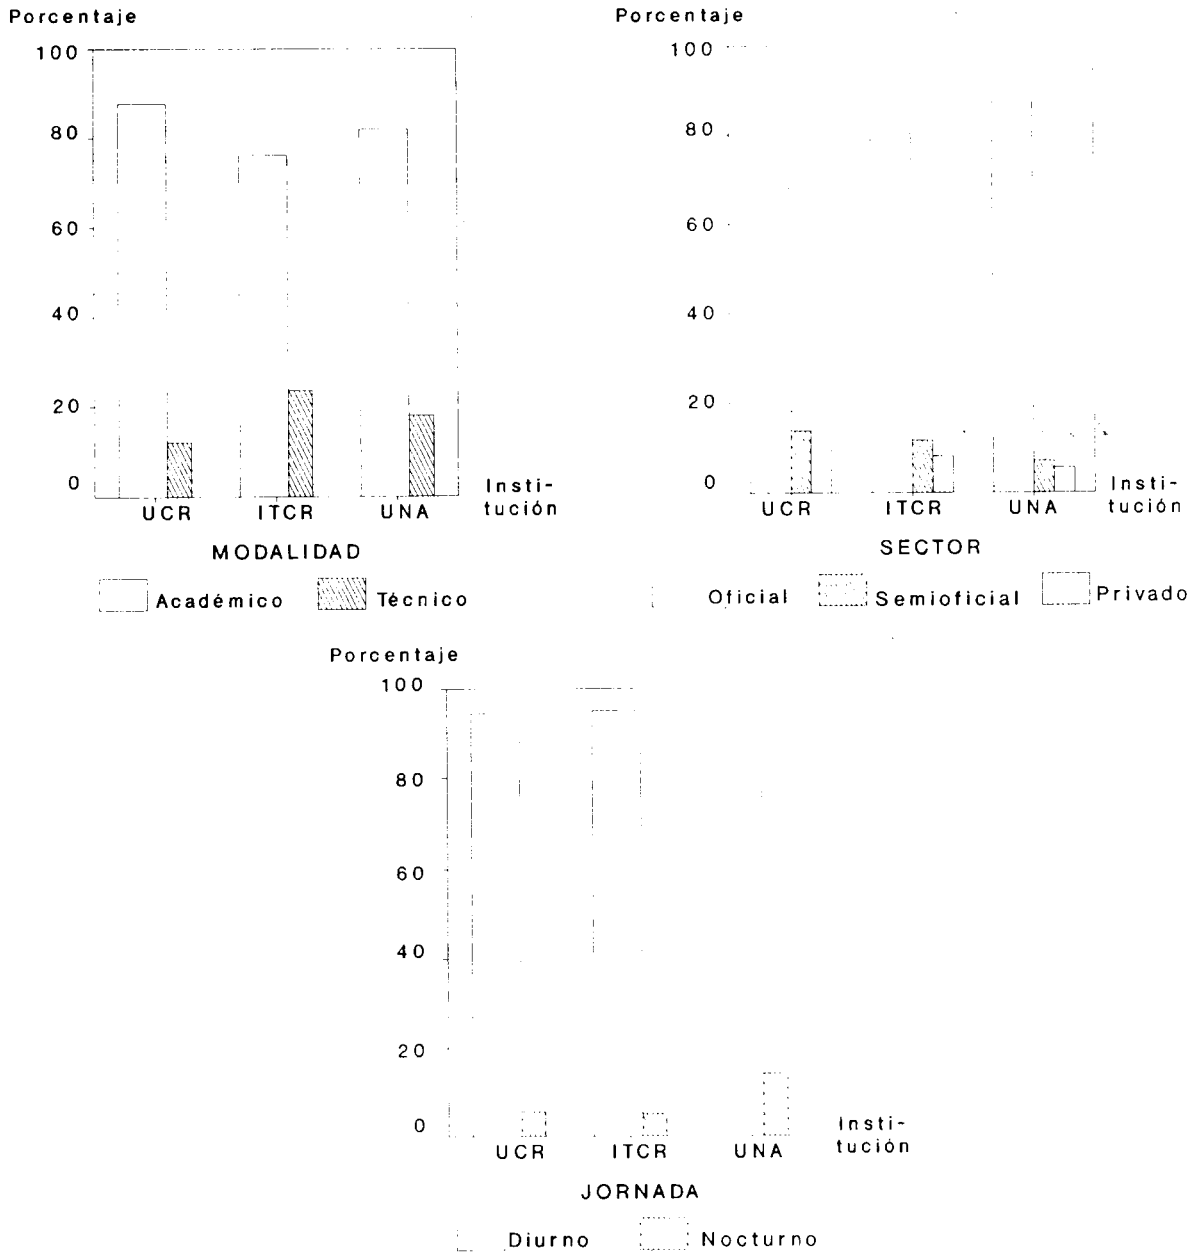 Porcentaje
100
80
60
40
20
0
UCR ITCR UNA
Insti-
tución
MODALIDAD
Académico Técnico
Porcentaje
100
80
60
40
20
0
UCR ITCR UNA
Insti-
tución
SECTOR
Oficial Semioficial Privado
Porcentaje
100
80
60
40
20
0
UCR ITCR UNA
Insti-
tución
JORNADA
Diurno Nocturno